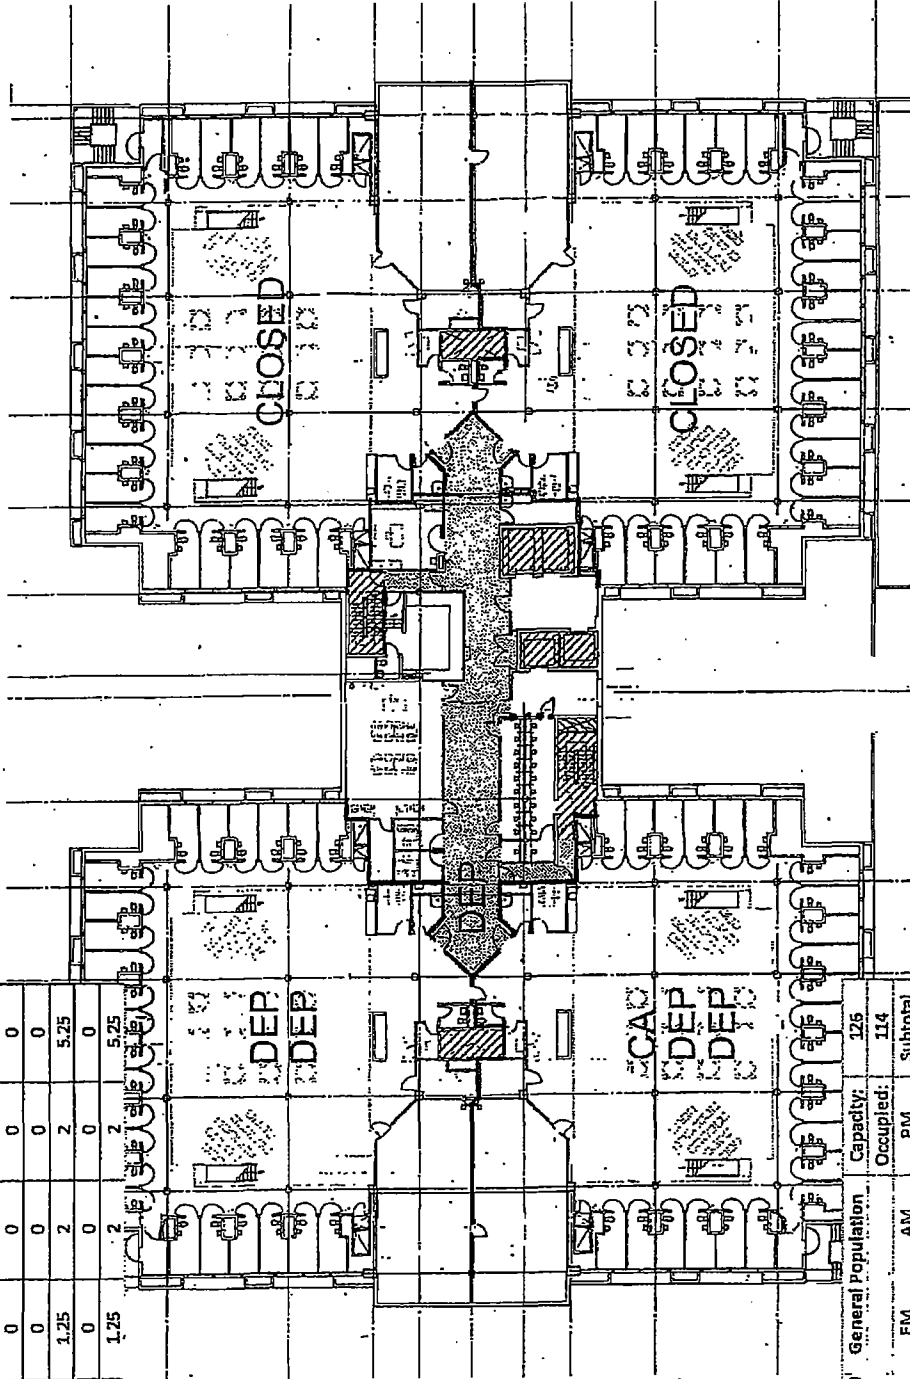 CLOSED
CLOSED
DEP
DEP
DEP
CAP
DEP
DEP
0 0 0 0
0 0 0 0
1.25 2 2 5.25
0 0 0 0
1.25 2 2 5.25
General Population Capacity: 126
Occupied: 114
AM PM Subtotal